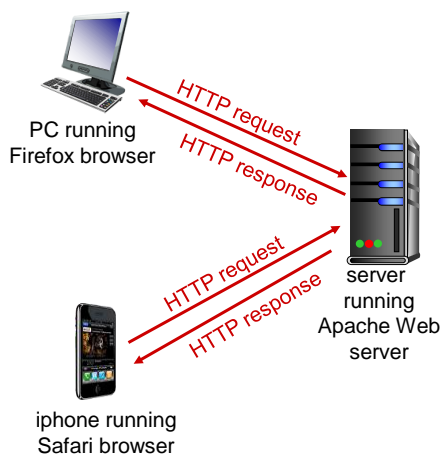 HTTP request
HTTP response
PC running
Firefox browser
HTTP request
HTTP response
server
running
Apache Web
server
iphone running
Safari browser